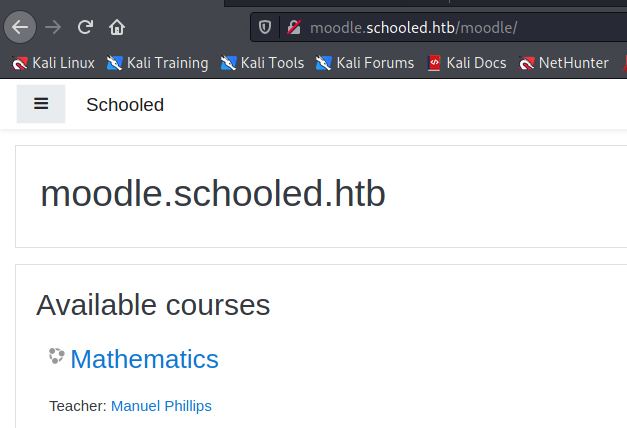 moodle.schooled.htb/moodle/
Kali Linux Kali Training Kali Tools Kali Forums Kali Docs NetHunter
Schooled
moodle.schooled.htb
Available courses
Mathematics
Teacher: Manuel Phillips